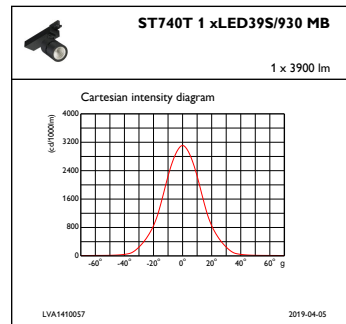 ST740T 1 xLED39S/930 MB
1 x 3900 lm
Cartesian intensity diagram
(cd/1000lm)
4000
3200
2400
1600
800
0
-60° -40° -20° 0° 20° 40° 60° g
LVA1410057 2019-04-05